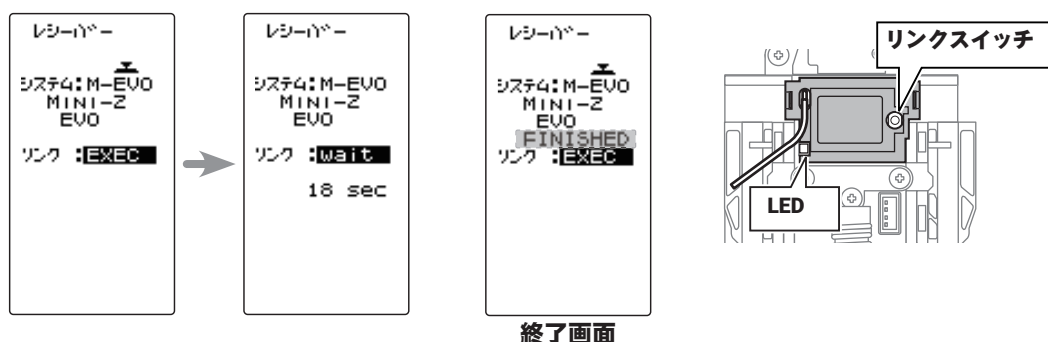 レシーバー
システム:M-EVO
MINI-Z
EVO
リンク :EXEC
レシーバー
システム:M-EVO
MINI-Z
EVO
リンク :wait
18 sec
レシーバー
システム:M-EVO
MINI-Z
EVO
FINISHED
リンク :EXEC
終了画面
リンクスイッチ
LED